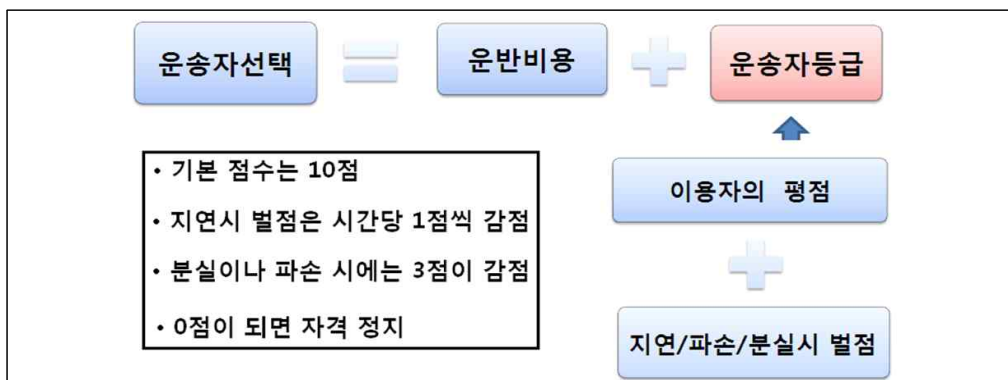 운송자선택 = 운반비용 + 운송자등급
• 기본 점수는 10점
• 지연시 벌점은 시간당 1점씩 감점
• 분실이나 파손 시에는 3점이 감점
• 0점이 되면 자격 정지
이용자의 평점
+
지연/파손/분실시 벌점